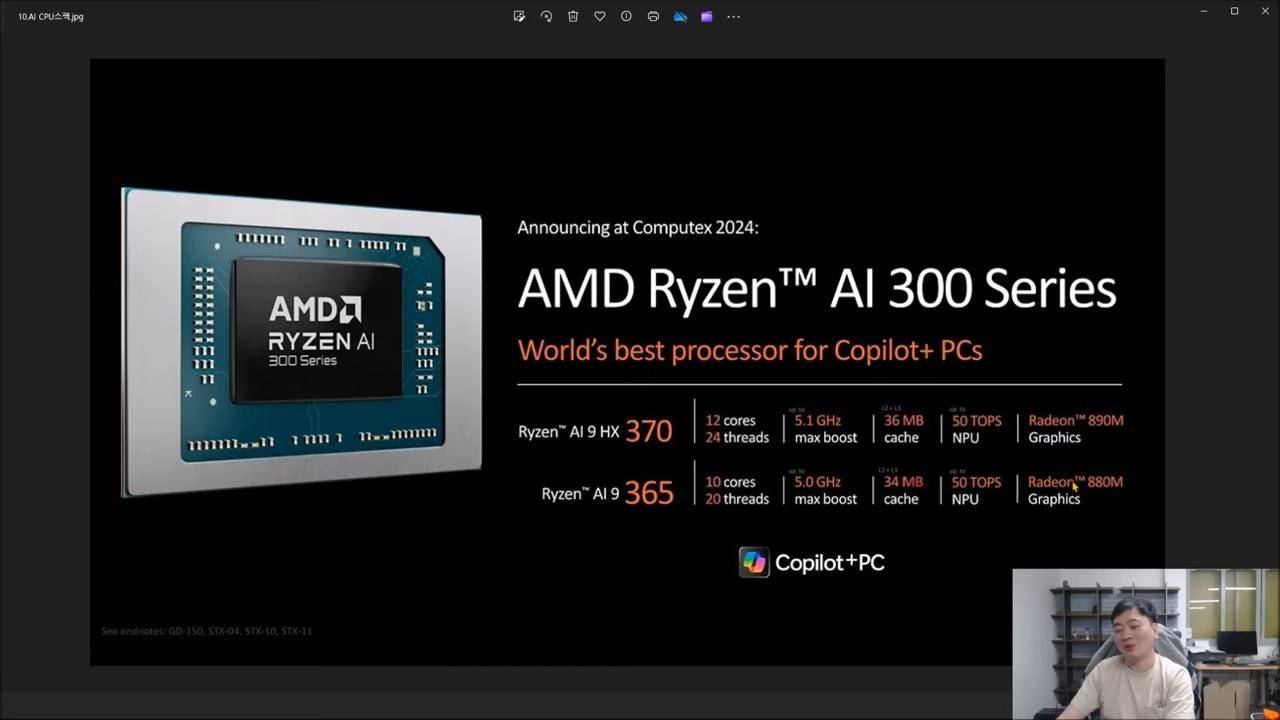 10.AI CPU스팩.jpg
Announcing at Computex 2024:
AMD Ryzen™ AI 300 Series
World's best processor for Copilot+ PCs
AMD
RYZEN AI
300 Series
Ryzen™ AI 9 HX 370
12 cores
24 threads
up to
5.1 GHz
max boost
L2 + L3
36 MB
cache
up to
50 TOPS
NPU
Radeon™ 890M
Graphics
Ryzen™ AI 9 365
10 cores
20 threads
up to
5.0 GHz
max boost
L2 + L3
34 MB
cache
up to
50 TOPS
NPU
Radeon™ 880M
Graphics
Copilot+PC
See endnotes: GD-150, STX-04, STX-10, STX-11